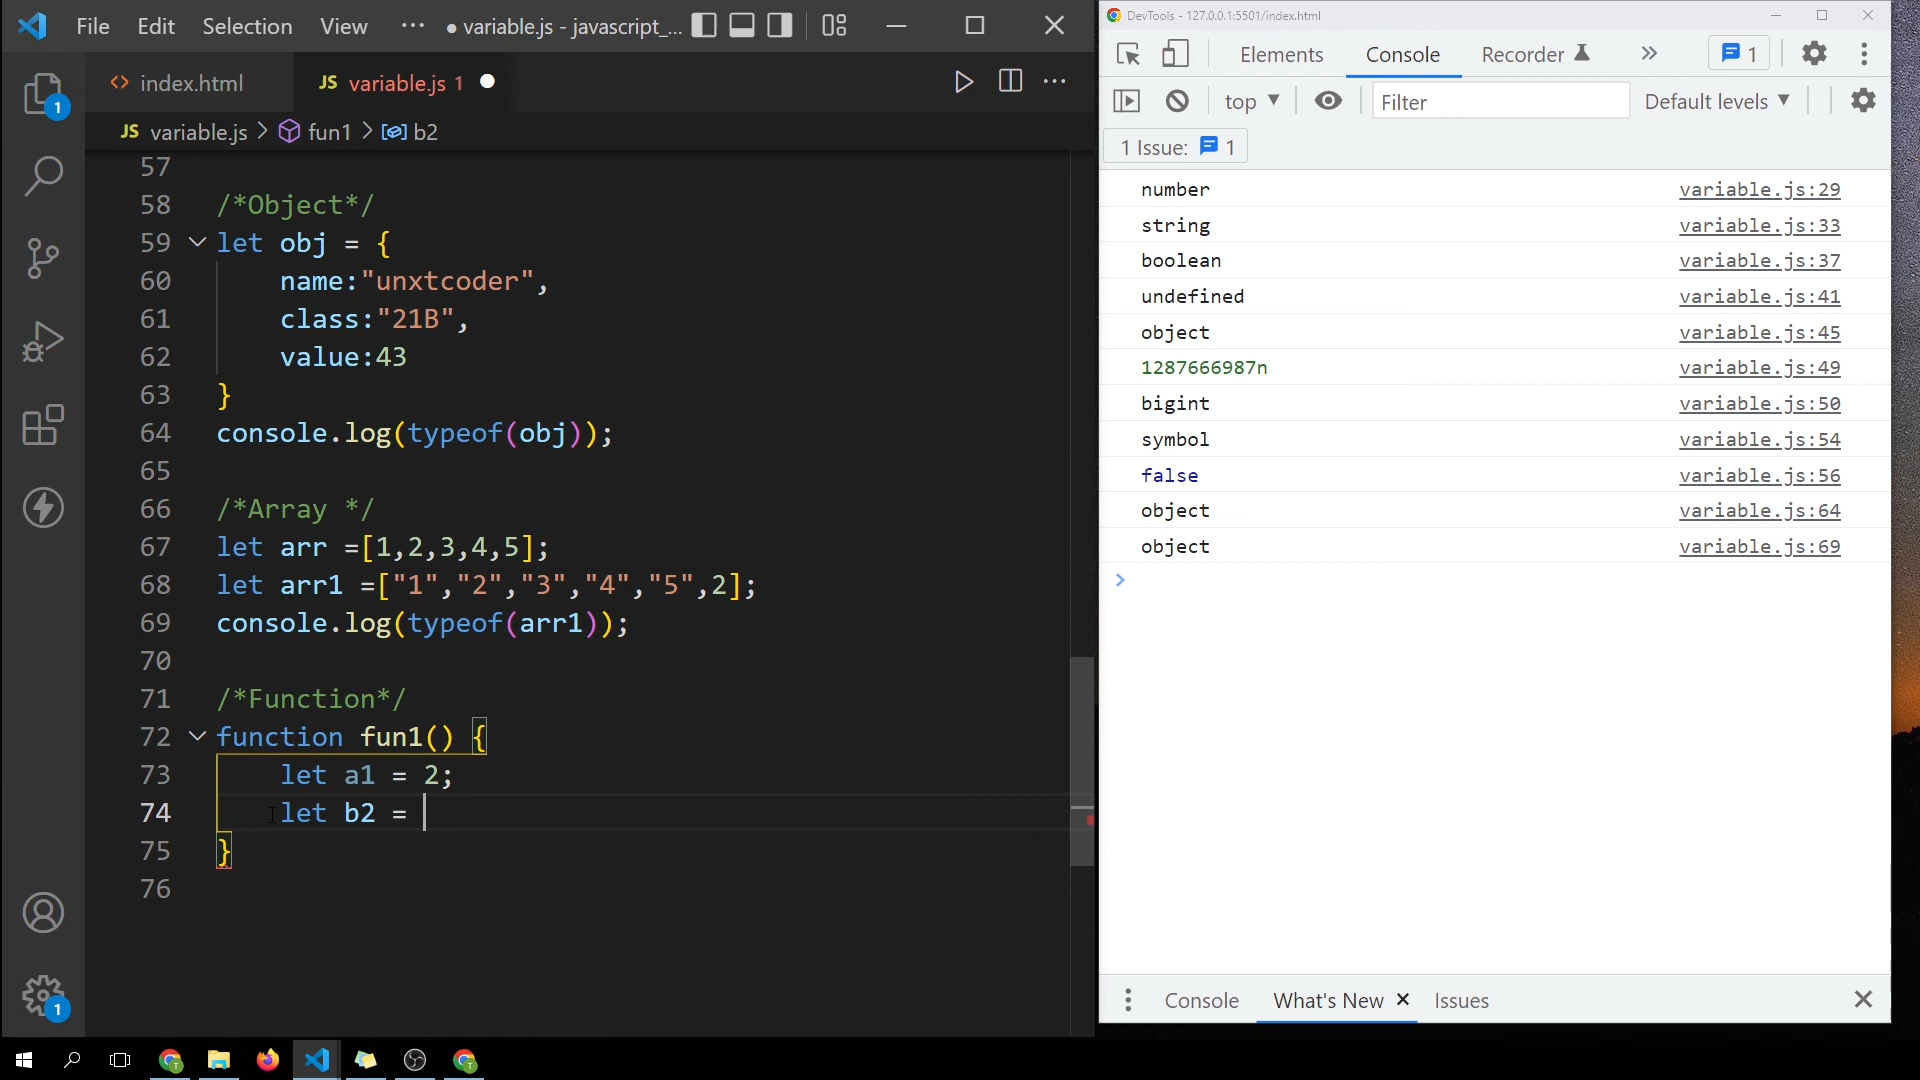 File Edit Selection View ··· ● variable.js - javascript_...
index.html JS variable.js 1 ●
JS variable.js > fun1 > b2
57
58 /*Object*/
59 let obj = {
60 name:"unxtcoder",
61 class:"21B",
62 value:43
63 }
64 console.log(typeof(obj));
65
66 /*Array */
67 let arr =[1,2,3,4,5];
68 let arr1 =["1","2","3","4","5",2];
69 console.log(typeof(arr1));
70
71 /*Function*/
72 function fun1() {
73 let a1 = 2;
74 let b2 =
75 }
76
1
1
DevTools - 127.0.0.1:5501/index.html
Elements Console Recorder 1
top Filter Default levels
1 Issue: 1
number variable.js:29
string variable.js:33
boolean variable.js:37
undefined variable.js:41
object variable.js:45
1287666987n variable.js:49
bigint variable.js:50
symbol variable.js:54
false variable.js:56
object variable.js:64
object variable.js:69
>
Console What's New Issues